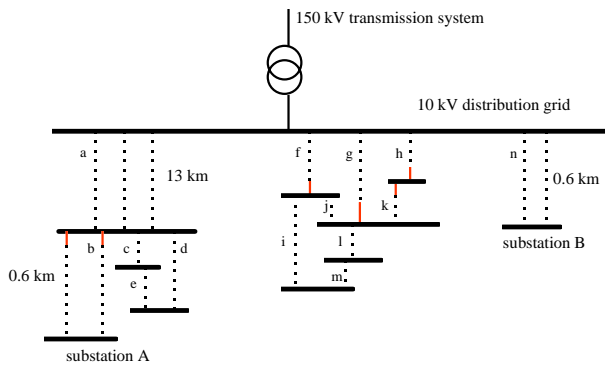 150 kV transmission system
10 kV distribution grid
a
f
g
h
n
13 km
0.6 km
j
k
b
c
d
i
l
substation B
0.6 km
e
m
substation A